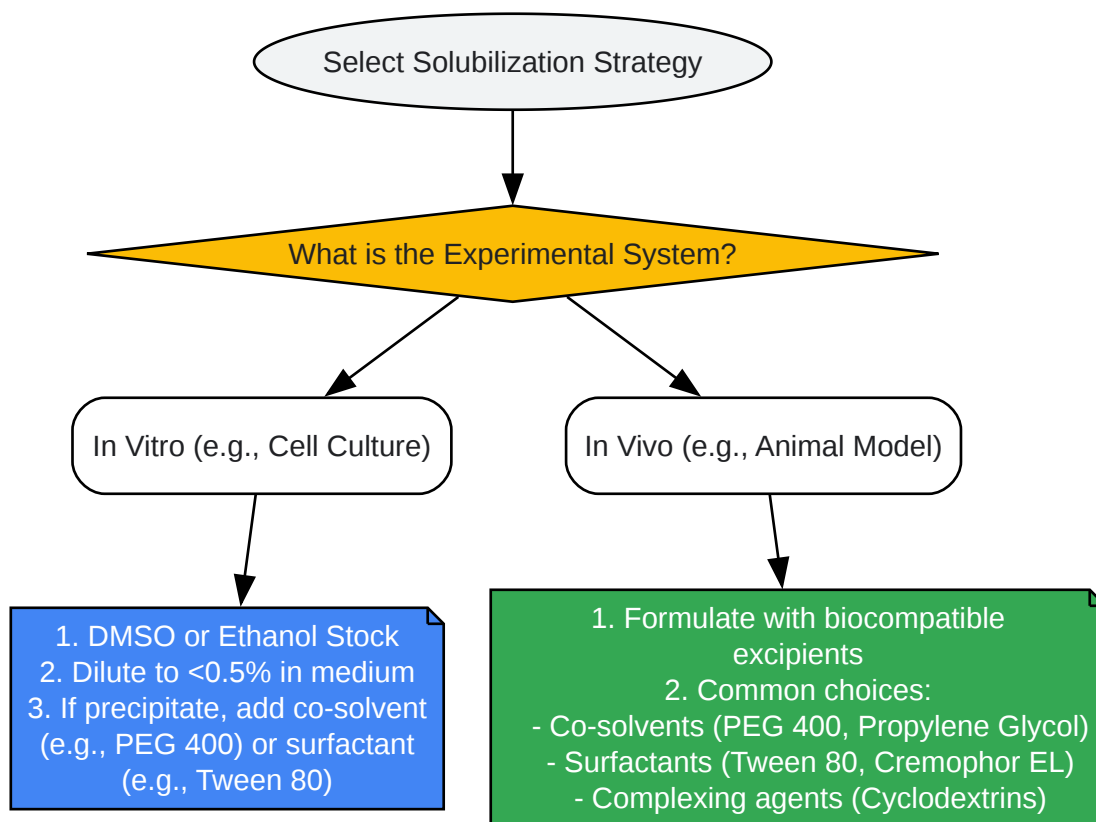 Select Solubilization Strategy
What is the Experimental System?
In Vitro (e.g., Cell Culture)
In Vivo (e.g., Animal Model)
1. DMSO or Ethanol Stock
2. Dilute to <0.5% in medium
3. If precipitate, add co-solvent
(e.g., PEG 400) or surfactant
(e.g., Tween 80)
1. Formulate with biocompatible
excipients
2. Common choices:
- Co-solvents (PEG 400, Propylene Glycol)
- Surfactants (Tween 80, Cremophor EL)
- Complexing agents (Cyclodextrins)